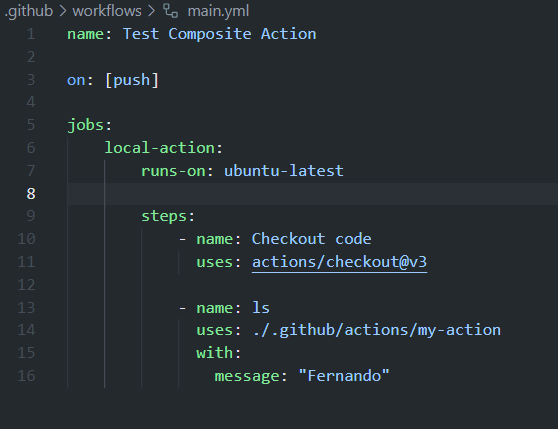 .github > workflows > main.yml
1 name: Test Composite Action
2
3 on: [push]
4
5 jobs:
6 local-action:
7 runs-on: ubuntu-latest
8
9 steps:
10 - name: Checkout code
11 uses: actions/checkout@v3
12
13 - name: ls
14 uses: ./.github/actions/my-action
15 with:
16 message: "Fernando"